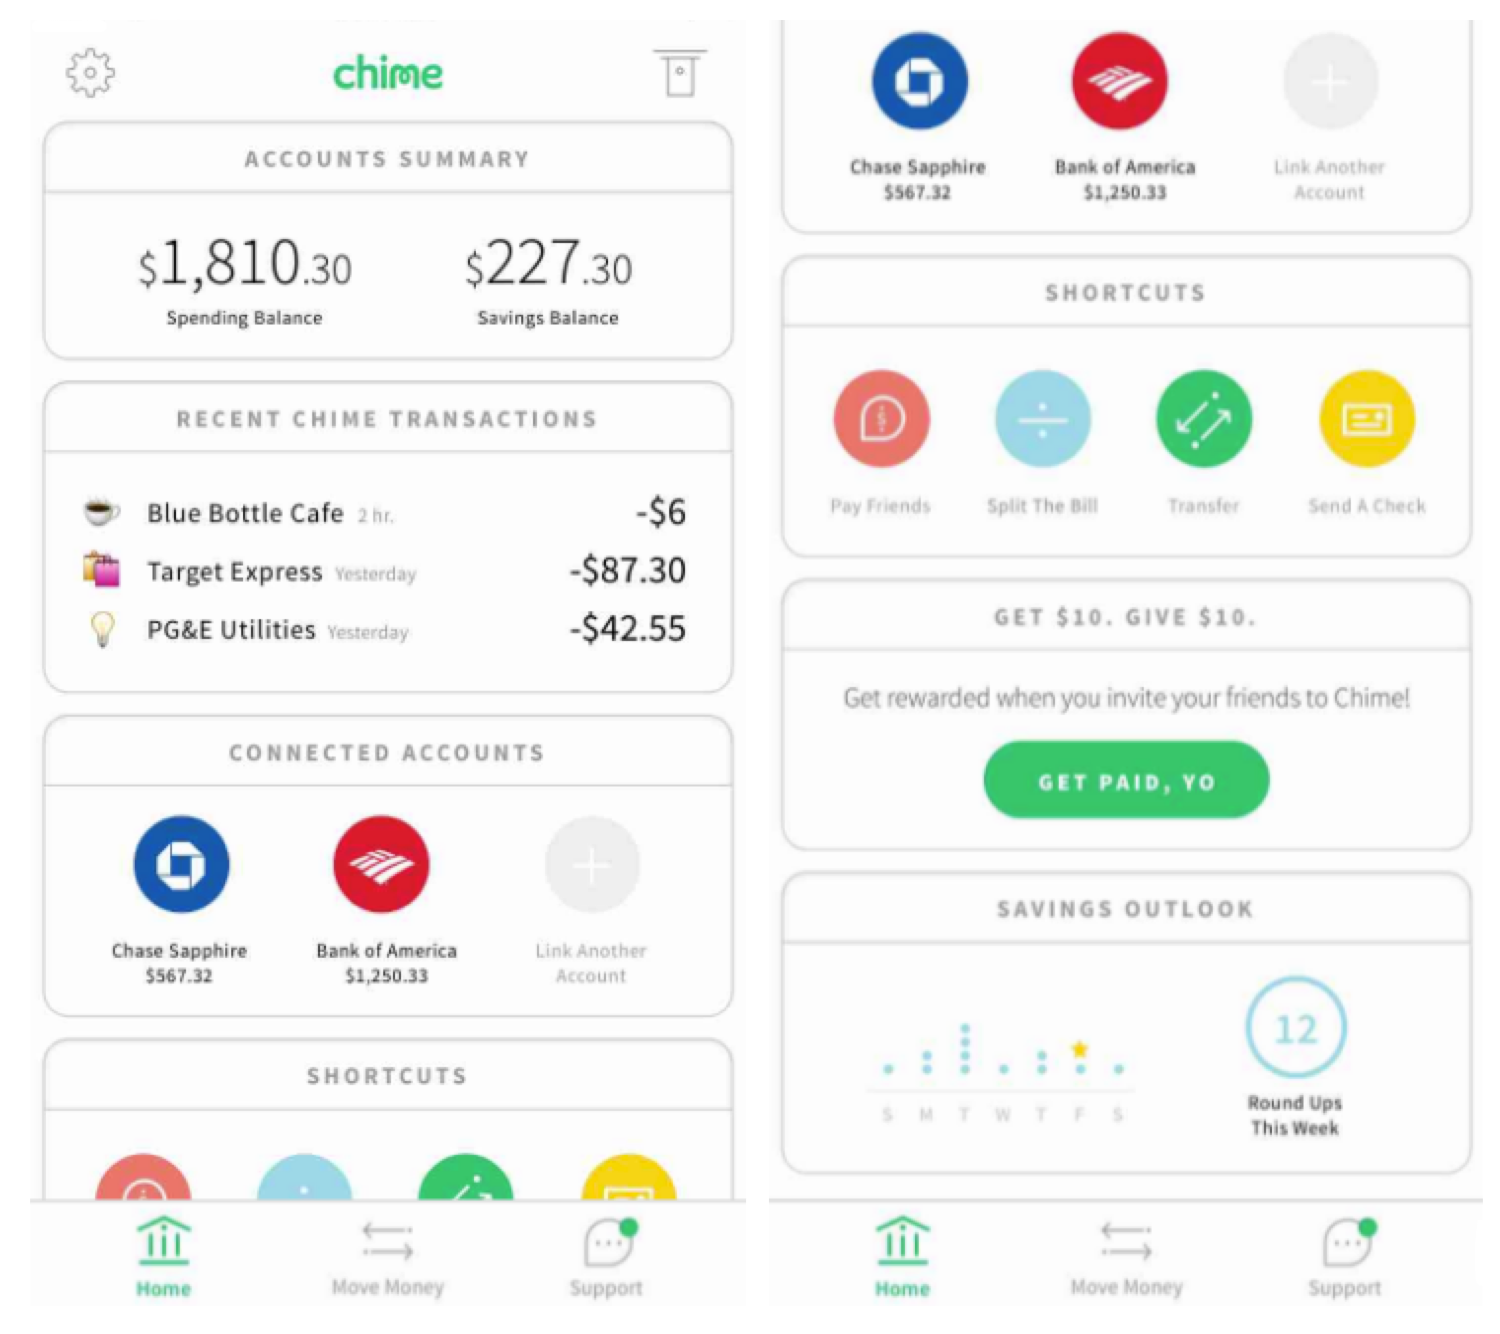 chime
ACCOUNTS SUMMARY
$1,810.30 $227.30
Spending Balance Savings Balance
RECENT CHIME TRANSACTIONS
Blue Bottle Cafe 2 hr. -$6
Target Express Yesterday -$87.30
PG&E Utilities Yesterday -$42.55
CONNECTED ACCOUNTS
Chase Sapphire Bank of America Link Another
$567.32 $1,250.33 Account
SHORTCUTS
Home Move Money Support
Chase Sapphire Bank of America Link Another
$567.32 $1,250.33 Account
SHORTCUTS
Pay Friends Split The Bill Transfer Send A Check
GET $10. GIVE $10.
Get rewarded when you invite your friends to Chime!
GET PAID, YO
SAVINGS OUTLOOK
12
S M T W T F S
Round Ups
This Week
Home Move Money Support